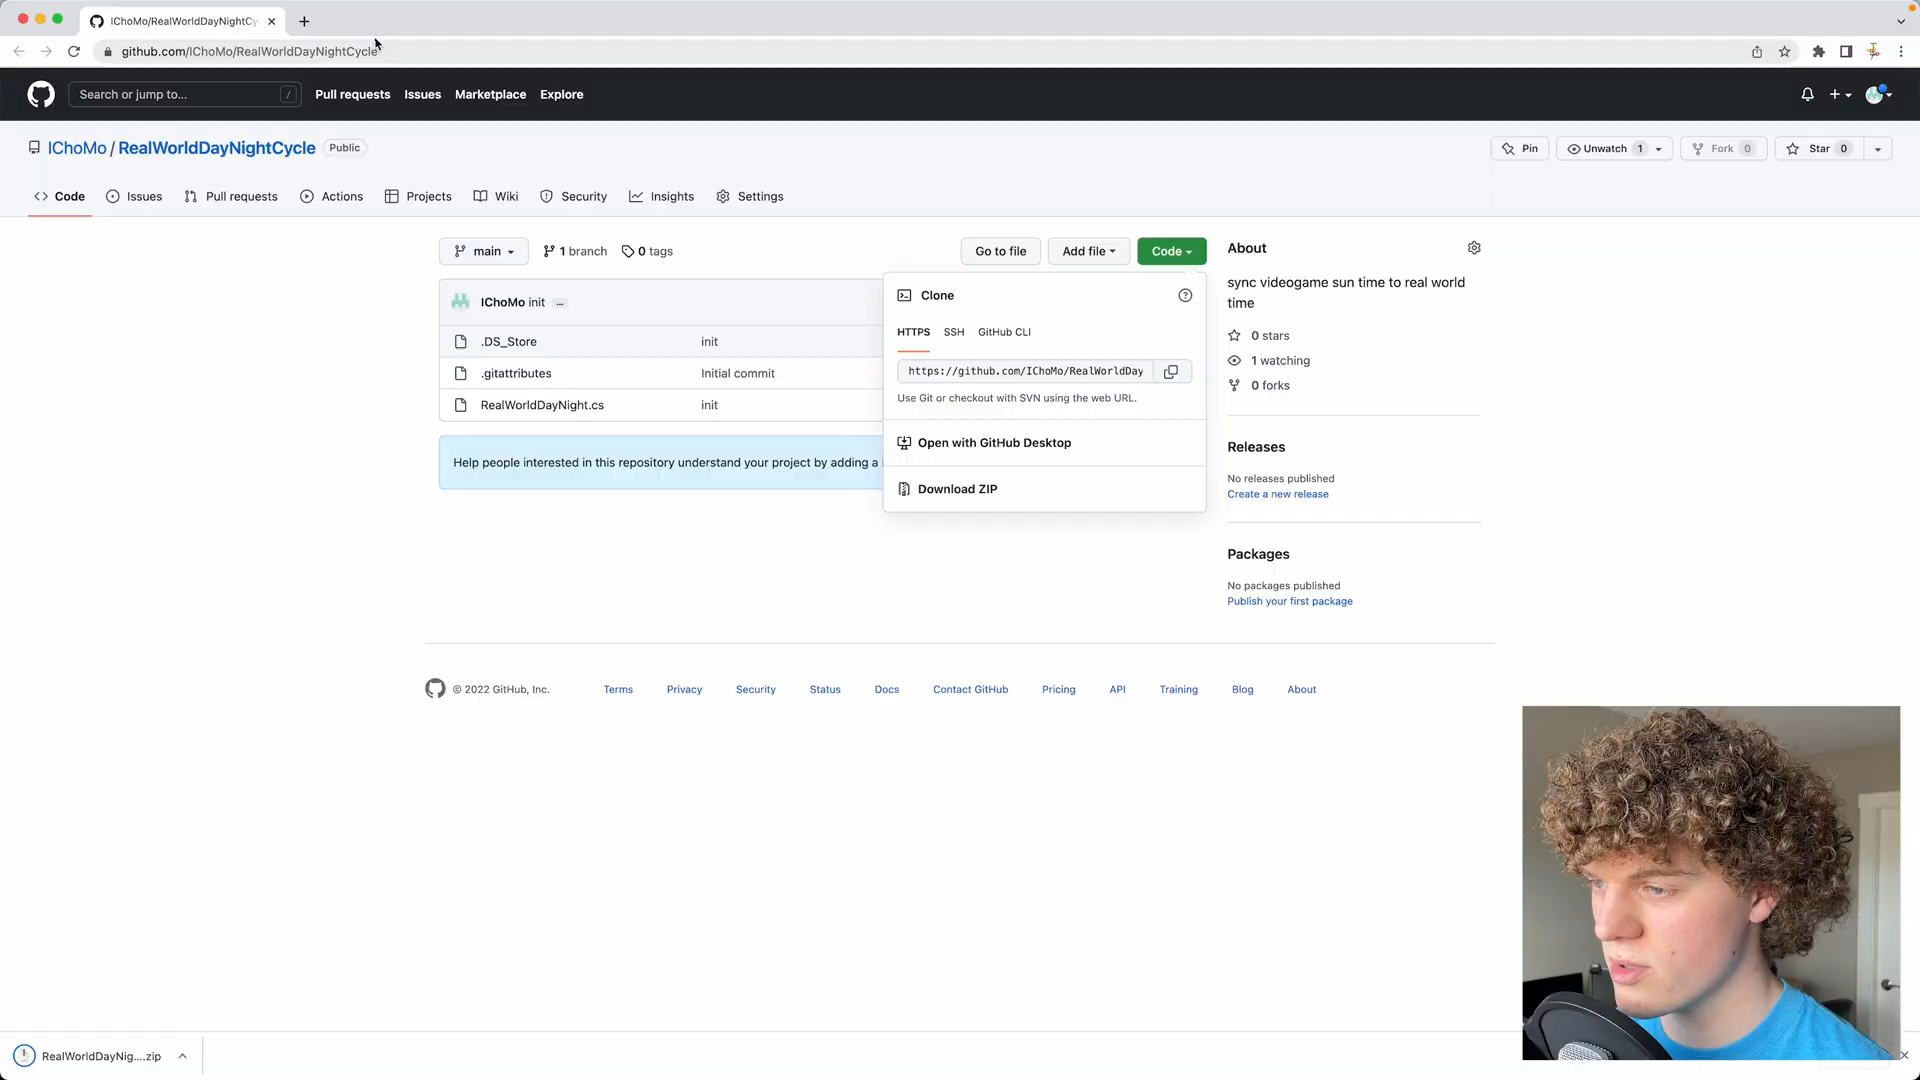 IChoMo/RealWorldDayNightCy
github.com/IChoMo/RealWorldDayNightCycle
Search or jump to...
/
Pull requests
Issues
Marketplace
Explore
IChoMo / RealWorldDayNightCycle
Public
Pin
Unwatch 1
Fork 0
Star 0
Code
Issues
Pull requests
Actions
Projects
Wiki
Security
Insights
Settings
main
1 branch
0 tags
Go to file
Add file
Code
IChoMo init ...
.DS_Store init
.gitattributes Initial commit
RealWorldDayNight.cs init
Help people interested in this repository understand your project by adding a
Clone
HTTPS SSH GitHub CLI
https://github.com/IChoMo/RealWorldDay
Use Git or checkout with SVN using the web URL.
Open with GitHub Desktop
Download ZIP
About
sync videogame sun time to real world
time
0 stars
1 watching
0 forks
Releases
No releases published
Create a new release
Packages
No packages published
Publish your first package
© 2022 GitHub, Inc.
Terms
Privacy
Security
Status
Docs
Contact GitHub
Pricing
API
Training
Blog
About
RealWorldDayNig....zip